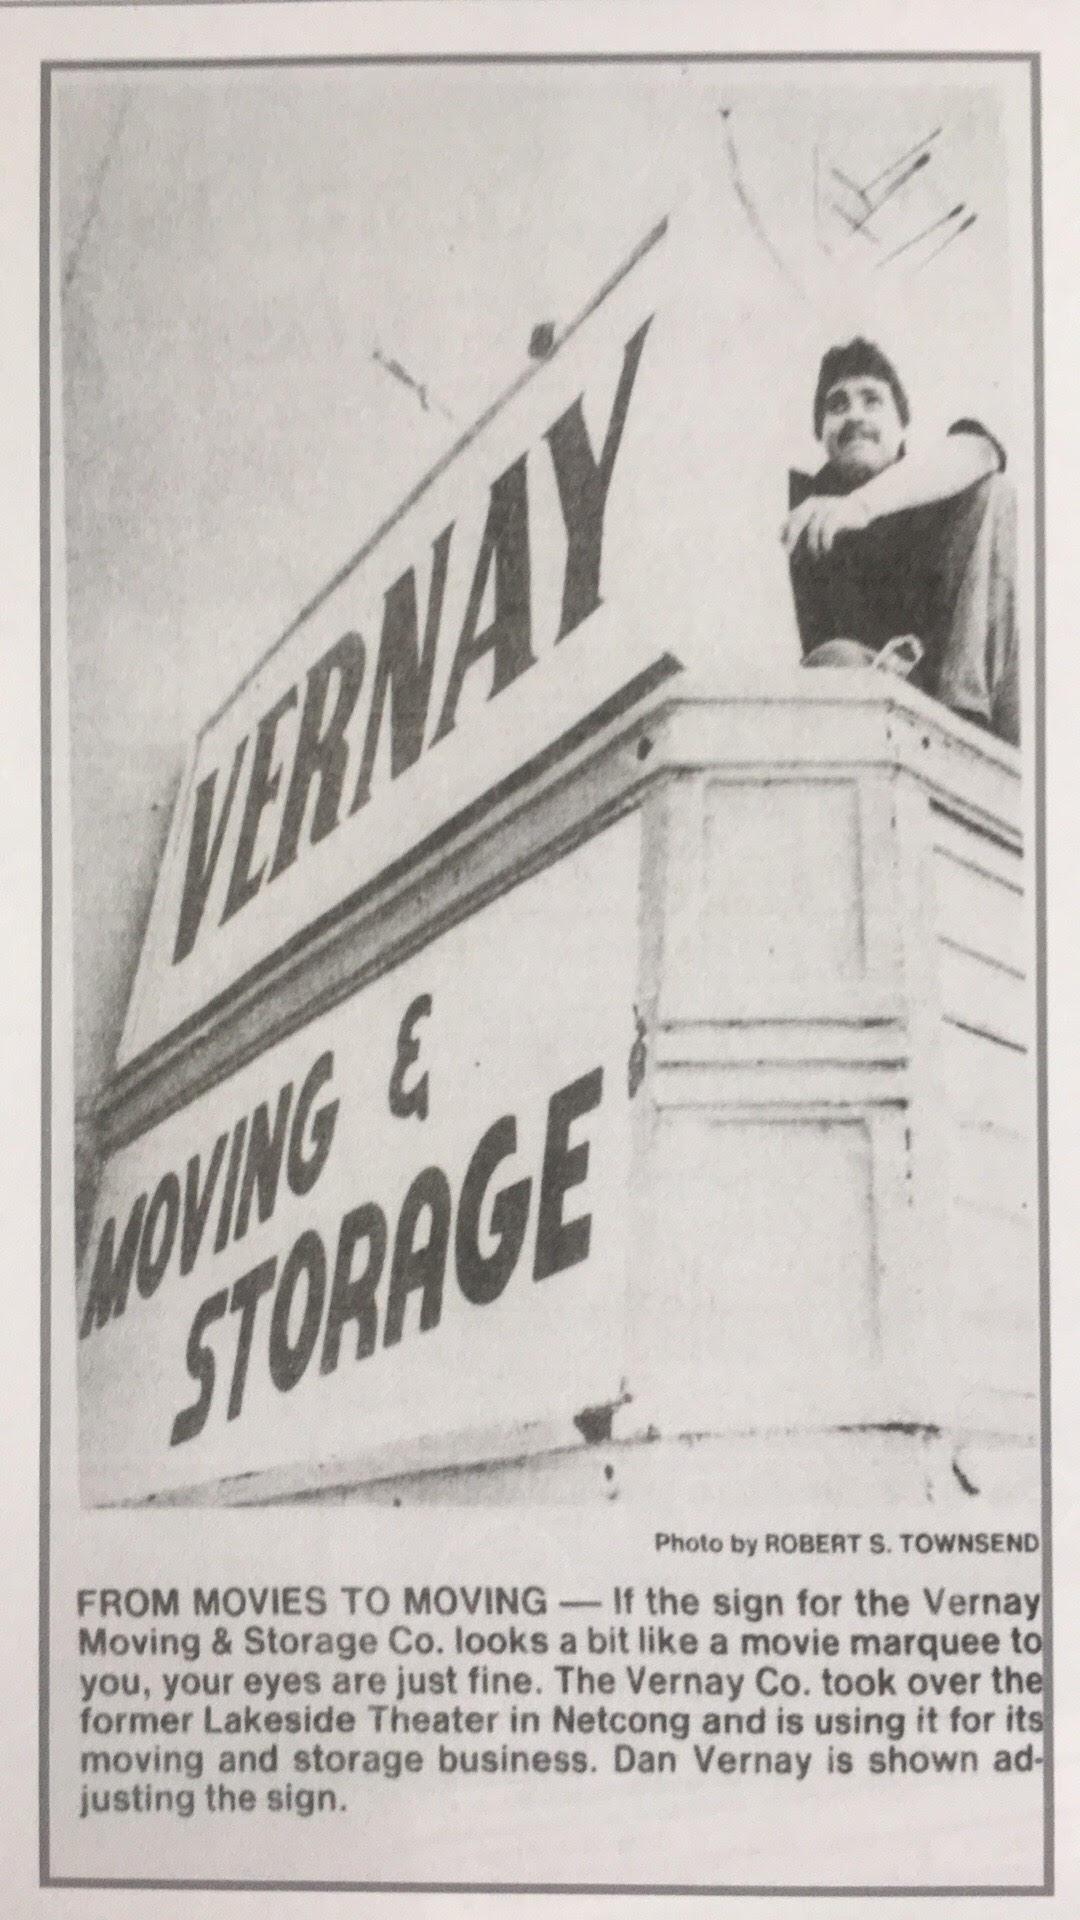 VERNAY
MOVING &
STORAGE
Photo by ROBERT S. TOWNSEND
FROM MOVIES TO MOVING — If the sign for the Vernay
Moving & Storage Co. looks a bit like a movie marquee to
you, your eyes are just fine. The Vernay Co. took over the
former Lakeside Theater in Netcong and is using it for its
moving and storage business. Dan Vernay is shown ad-
justing the sign.